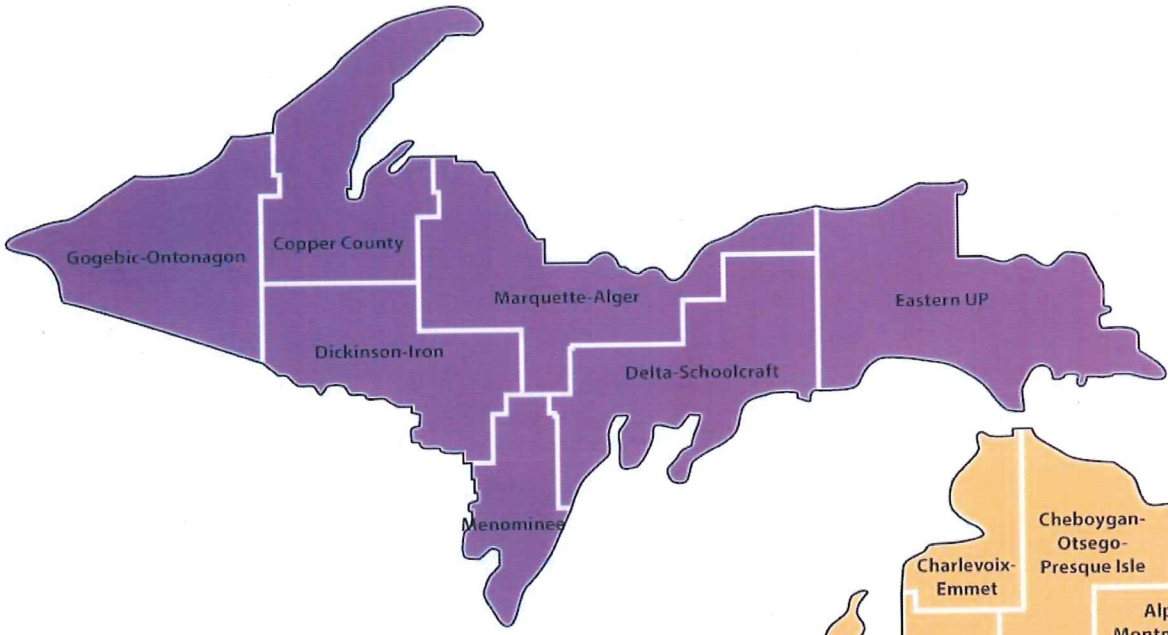 Gogebic-Ontonagon
Copper County
Marquette-Alger
Eastern UP
Dickinson-Iron
Delta-Schoolcraft
Menominee
Cheboygan-
Otsego-
Presque Isle
Charlevoix-
Emmet